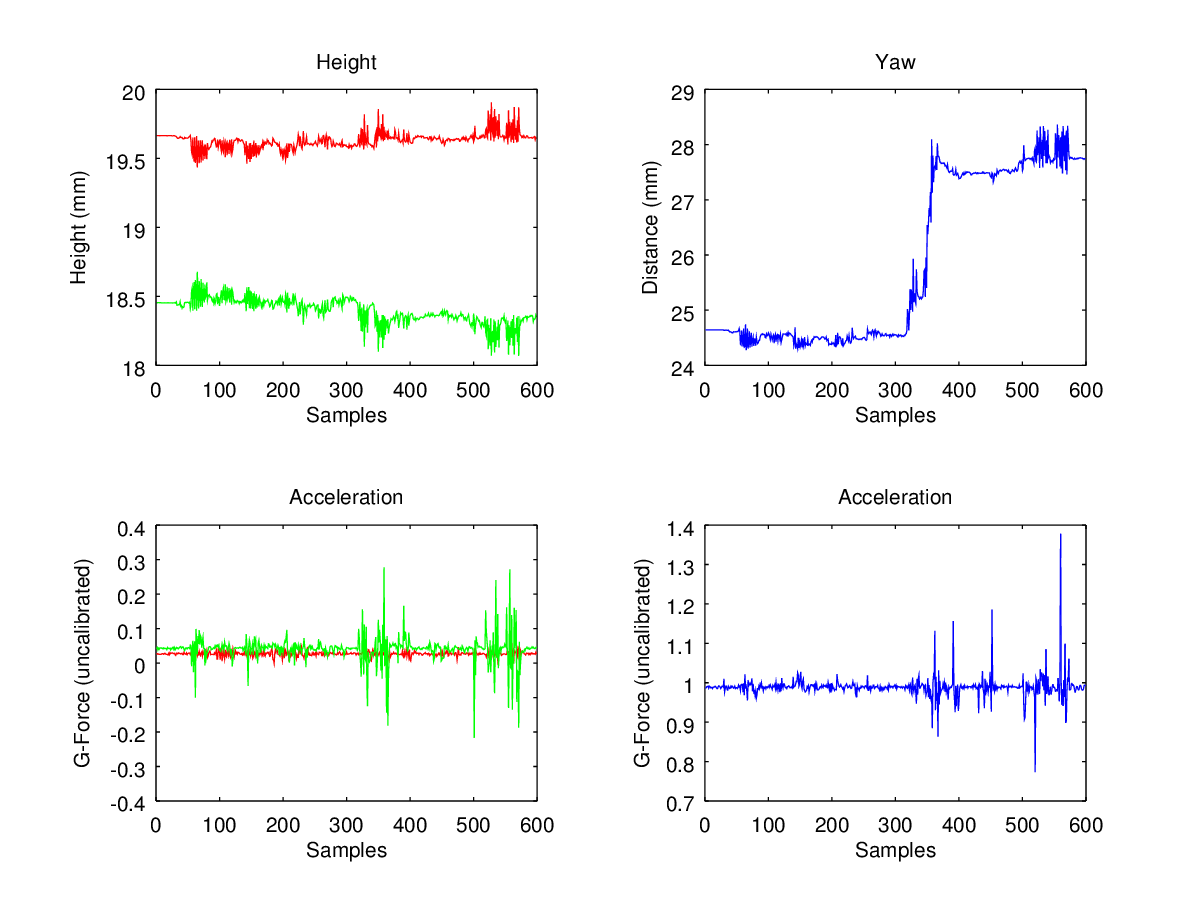 Height
20
19.5
19
18.5
18
Height (mm)
0 100 200 300 400 500 600
Samples
Yaw
29
28
27
26
25
24
Distance (mm)
0 100 200 300 400 500 600
Samples
Acceleration
0.4
0.3
0.2
0.1
0
-0.1
-0.2
-0.3
-0.4
G-Force (uncalibrated)
0 100 200 300 400 500 600
Samples
Acceleration
1.4
1.3
1.2
1.1
1
0.9
0.8
0.7
G-Force (uncalibrated)
0 100 200 300 400 500 600
Samples